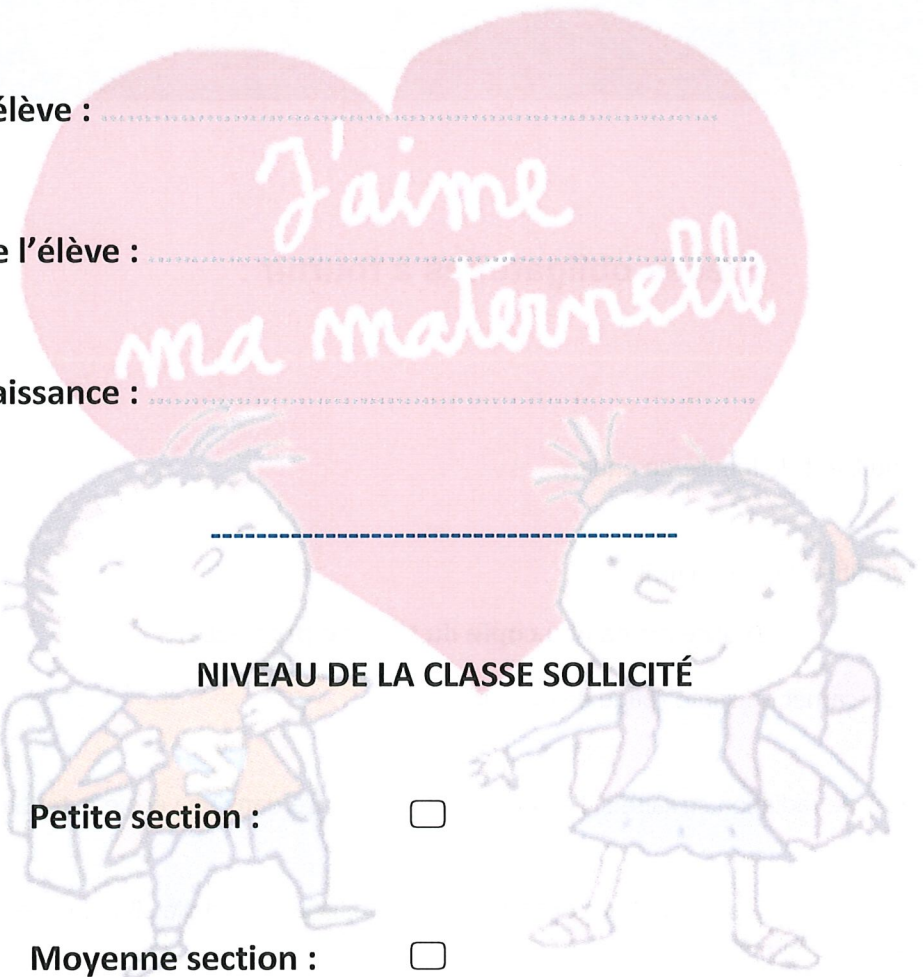 élève :
J'aime
e l'élève :
ma maternelle
aissance :
NIVEAU DE LA CLASSE SOLLICITÉ
Petite section :
Moyenne section :